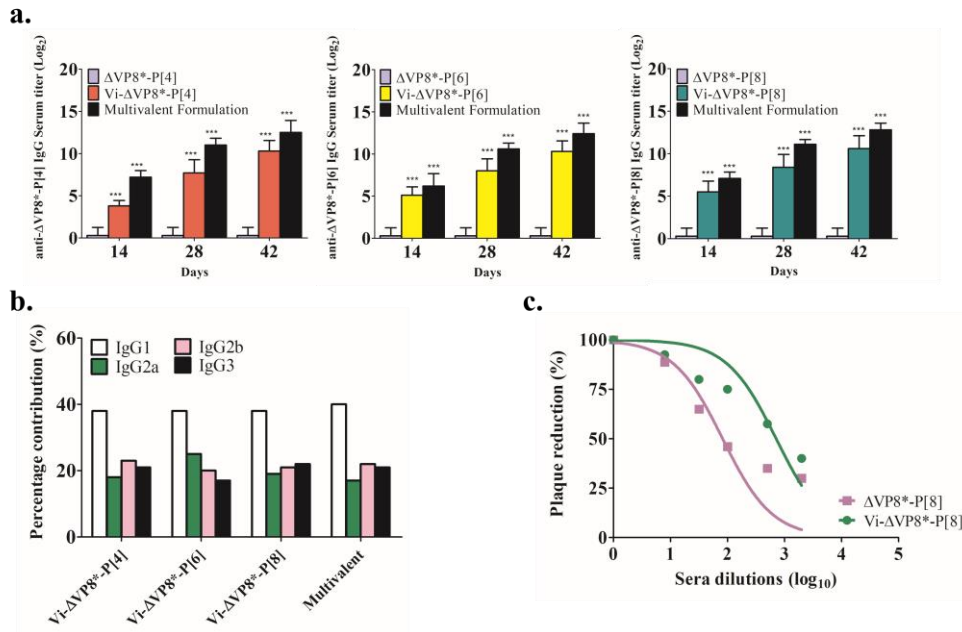 a.
anti-ΔVP8*-P[4] IgG Serum titer (Log2)
20
15
10
5
0
ΔVP8*-P[4]
Vi-ΔVP8*-P[4]
Multivalent Formulation
*** *** *** *** *** ***
14 28 42
Days
anti-ΔVP8*-P[6] IgG Serum titer (Log2)
20
15
10
5
0
ΔVP8*-P[6]
Vi-ΔVP8*-P[6]
Multivalent Formulation
*** *** *** *** *** ***
14 28 42
Days
anti-ΔVP8*-P[8] IgG Serum titer (Log2)
20
15
10
5
0
ΔVP8*-P[8]
Vi-ΔVP8*-P[8]
Multivalent Formulation
*** *** *** *** *** ***
14 28 42
Days
b.
Percentage contribution (%)
60
40
20
0
IgG1 IgG2b
IgG2a IgG3
Vi-ΔVP8*-P[4]
Vi-ΔVP8*-P[6]
Vi-ΔVP8*-P[8]
Multivalent
c.
Plaque reduction (%)
100
75
50
25
0
ΔVP8*-P[8]
Vi-ΔVP8*-P[8]
0 1 2 3 4 5
Sera dilutions (log10)